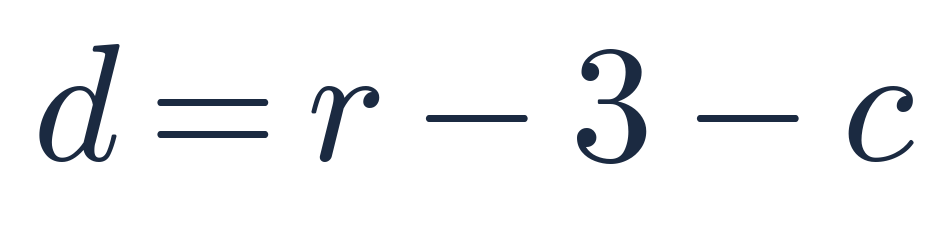 d = r − 3 − c